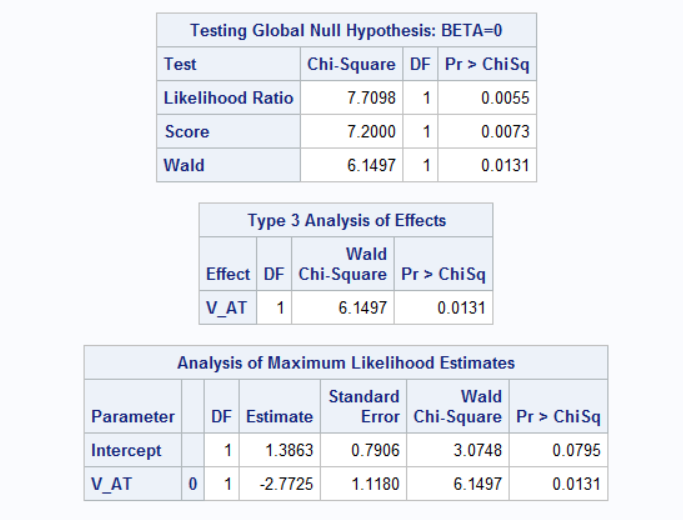 Testing Global Null Hypothesis: BETA=0
Test Chi-Square DF Pr > ChiSq
Likelihood Ratio 7.7098 1 0.0055
Score 7.2000 1 0.0073
Wald 6.1497 1 0.0131
Type 3 Analysis of Effects
Effect DF Wald Chi-Square Pr > ChiSq
V_AT 1 6.1497 0.0131
Analysis of Maximum Likelihood Estimates
Parameter DF Estimate Standard Error Wald Chi-Square Pr > ChiSq
Intercept 1 1.3863 0.7906 3.0748 0.0795
V_AT 0 1 -2.7725 1.1180 6.1497 0.0131